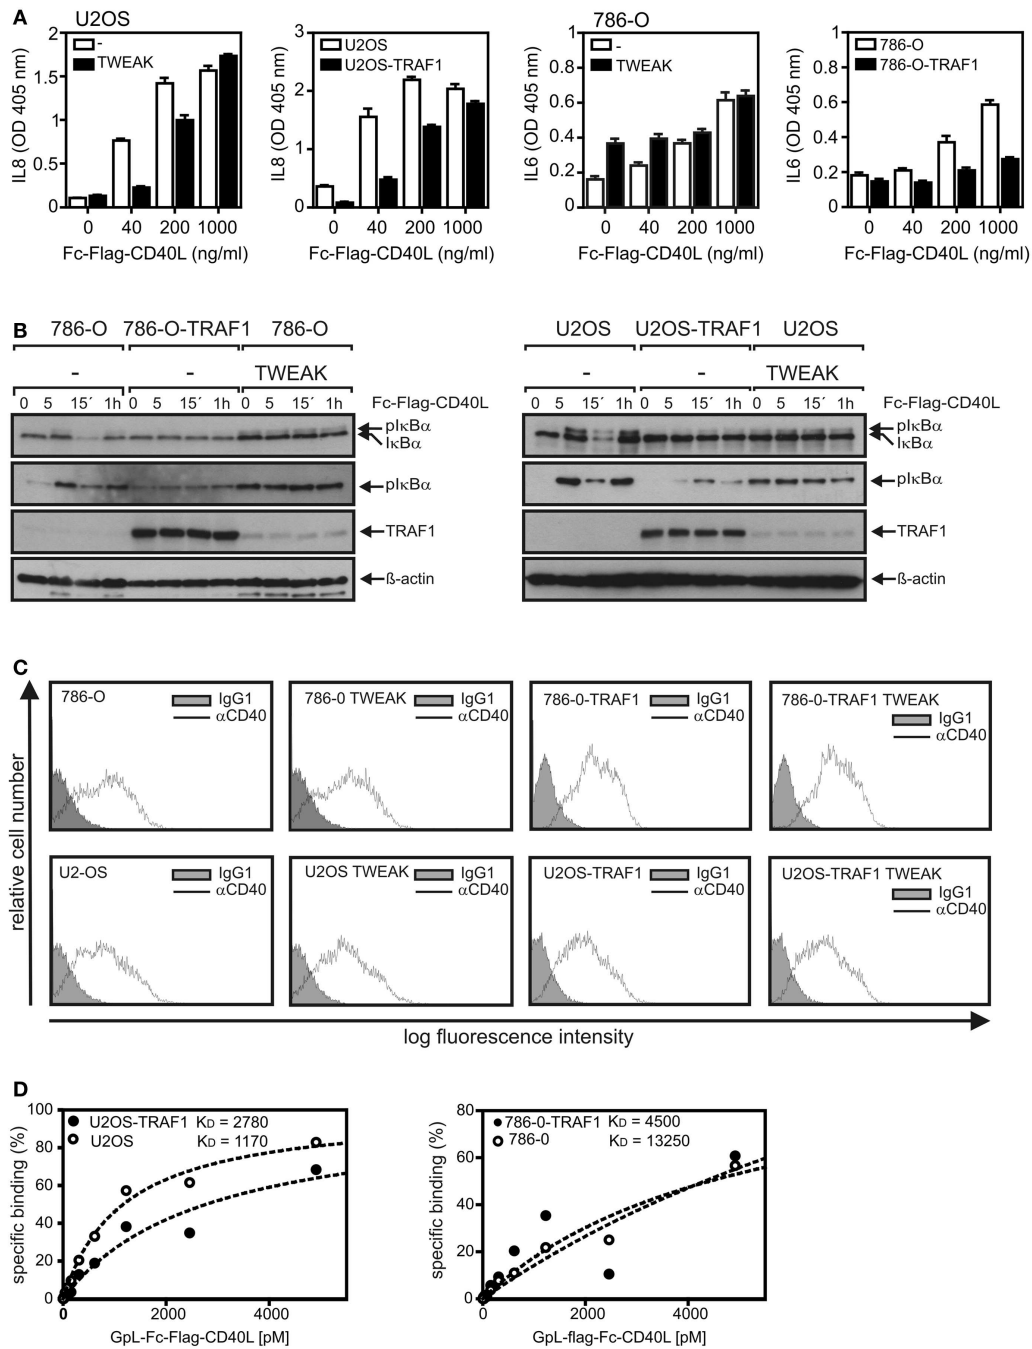 A
U2OS
IL8 (OD 405 nm)
2
1.5
1
0.5
0
-
TWEAK
0 40 200 1000
Fc-Flag-CD40L (ng/ml)
IL8 (OD 405 nm)
3
2
1
0
U2OS
U2OS-TRAF1
0 40 200 1000
Fc-Flag-CD40L (ng/ml)
786-O
IL6 (OD 405 nm)
1
0.8
0.6
0.4
0.2
0
-
TWEAK
0 40 200 1000
Fc-Flag-CD40L (ng/ml)
IL6 (OD 405 nm)
1
0.8
0.6
0.4
0.2
0
786-O
786-O-TRAF1
0 40 200 1000
Fc-Flag-CD40L (ng/ml)
B
786-O 786-O-TRAF1 786-O
- - TWEAK
0 5 15´ 1h 0 5 15´ 1h 0 5 15´ 1h Fc-Flag-CD40L
pIκBα
IκBα
pIκBα
TRAF1
ß-actin
U2OS U2OS-TRAF1 U2OS
- - TWEAK
0 5 15´ 1h 0 5 15´ 1h 0 5 15´ 1h Fc-Flag-CD40L
pIκBα
IκBα
pIκBα
TRAF1
ß-actin
C
relative cell number
786-O
IgG1
αCD40
786-0 TWEAK
IgG1
αCD40
786-0-TRAF1
IgG1
αCD40
786-0-TRAF1 TWEAK
IgG1
αCD40
U2-OS
IgG1
αCD40
U2OS TWEAK
IgG1
αCD40
U2OS-TRAF1
IgG1
αCD40
U2OS-TRAF1 TWEAK
IgG1
αCD40
log fluorescence intensity
D
specific binding (%)
100
80
60
40
20
0
U2OS-TRAF1 KD = 2780
U2OS KD = 1170
0 2000 4000
GpL-Fc-Flag-CD40L [pM]
specific binding (%)
80
60
40
20
0
786-0-TRAF1 KD = 4500
786-0 KD = 13250
0 2000 4000
GpL-flag-Fc-CD40L [pM]